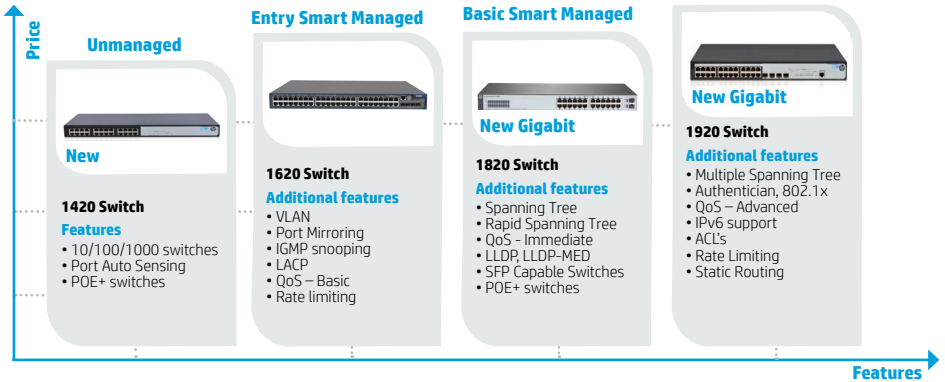 Price
Unmanaged
New
1420 Switch
Features
• 10/100/1000 switches
• Port Auto Sensing
• POE+ switches
Entry Smart Managed
1620 Switch
Additional features
• VLAN
• Port Mirroring
• IGMP snooping
• LACP
• QoS – Basic
• Rate limiting
Basic Smart Managed
New Gigabit
1820 Switch
Additional features
• Spanning Tree
• Rapid Spanning Tree
• QoS - Immediate
• LLDP, LLDP-MED
• SFP Capable Switches
• POE+ switches
New Gigabit
1920 Switch
Additional features
• Multiple Spanning Tree
• Authentician, 802.1x
• QoS – Advanced
• IPv6 support
• ACL's
• Rate Limiting
• Static Routing
Features